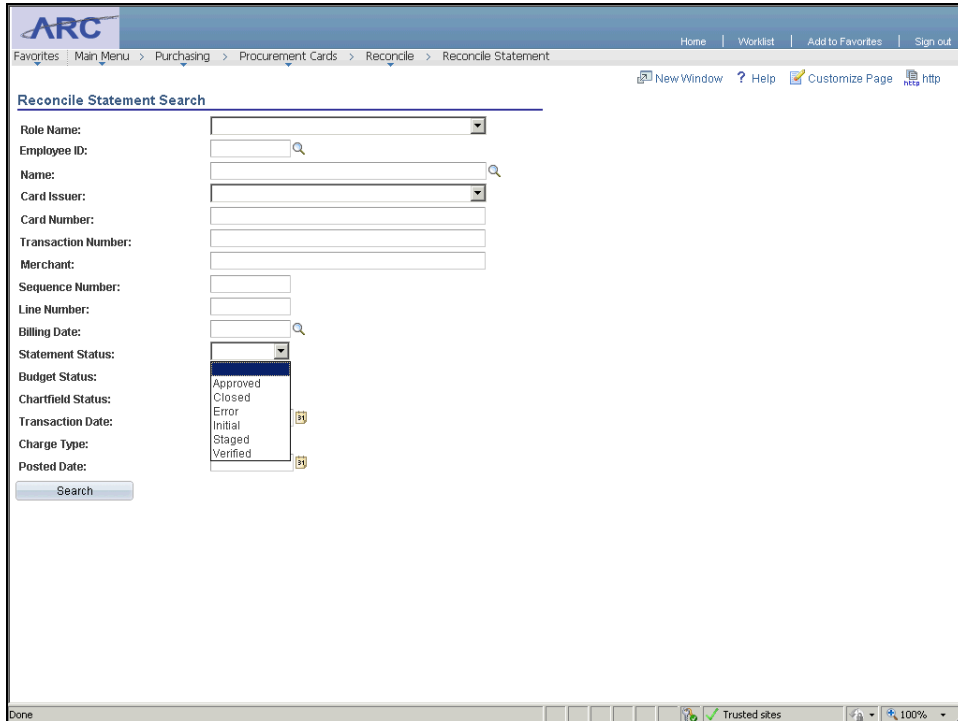 ARC
Home | Worklist | Add to Favorites | Sign out
Favorites Main Menu > Purchasing > Procurement Cards > Reconcile > Reconcile Statement
New Window ? Help Customize Page http
Reconcile Statement Search
Role Name:
Employee ID:
Name:
Card Issuer:
Card Number:
Transaction Number:
Merchant:
Sequence Number:
Line Number:
Billing Date:
Statement Status:
Budget Status:
Approved
Chartfield Status:
Closed
Error
Transaction Date:
31
Initial
Charge Type:
Staged
Verified
Posted Date:
31
Search
Done Trusted sites 100%